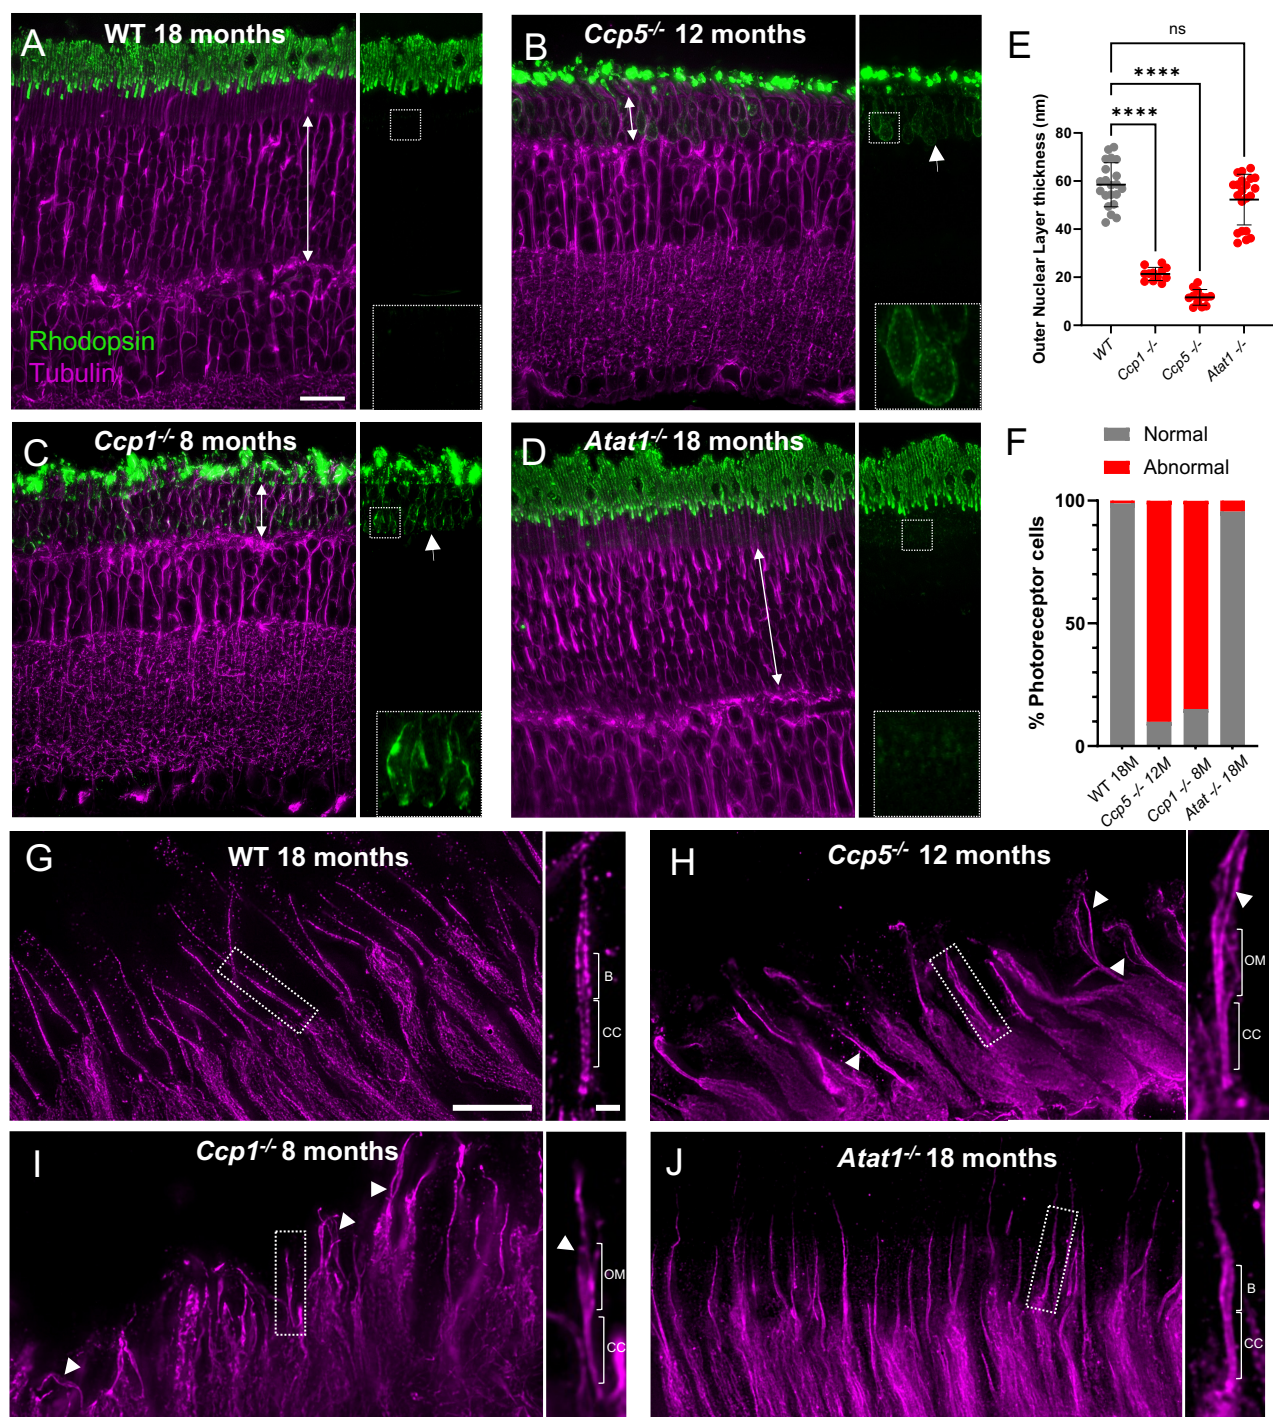 A
WT 18 months
Rhodopsin
Tubulin
B
Ccp5-/- 12 months
C
Ccp1-/- 8 months
D
Atat1-/- 18 months
E
ns
****
****
Outer Nuclear Layer thickness (nm)
80
60
40
20
0
WT
Ccp1 -/-
Ccp5 -/-
Atat1 -/-
F
Normal
Abnormal
% Photoreceptor cells
100
50
0
WT 18M
Ccp5 -/- 12M
Ccp1 -/- 8M
Atat -/- 18M
G
WT 18 months
B
CC
H
Ccp5-/- 12 months
OM
CC
I
Ccp1-/- 8 months
OM
CC
J
Atat1-/- 18 months
B
CC